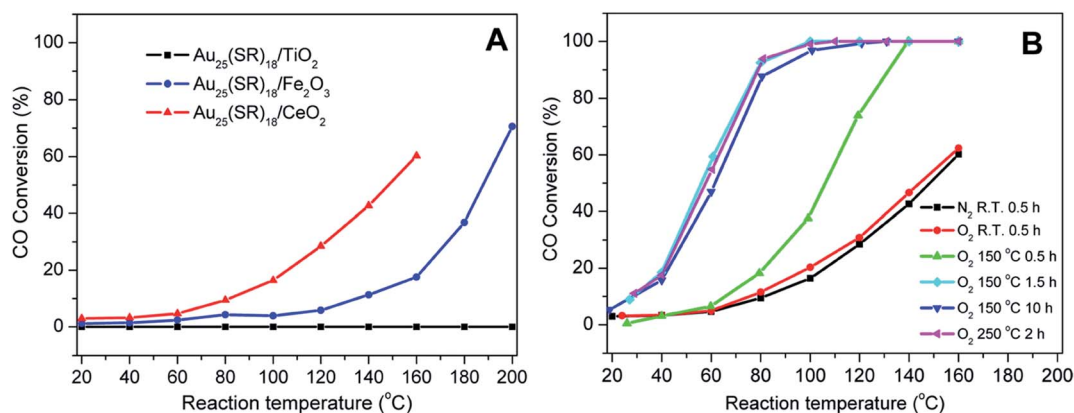 A
Au25(SR)18/TiO2
Au25(SR)18/Fe2O3
Au25(SR)18/CeO2
CO Conversion (%)
100
80
60
40
20
0
20 40 60 80 100 120 140 160 180 200
Reaction temperature (°C)
B
N2 R.T. 0.5 h
O2 R.T. 0.5 h
O2 150 °C 0.5 h
O2 150 °C 1.5 h
O2 150 °C 10 h
O2 250 °C 2 h
CO Conversion (%)
100
80
60
40
20
0
20 40 60 80 100 120 140 160 180 200
Reaction temperature (°C)